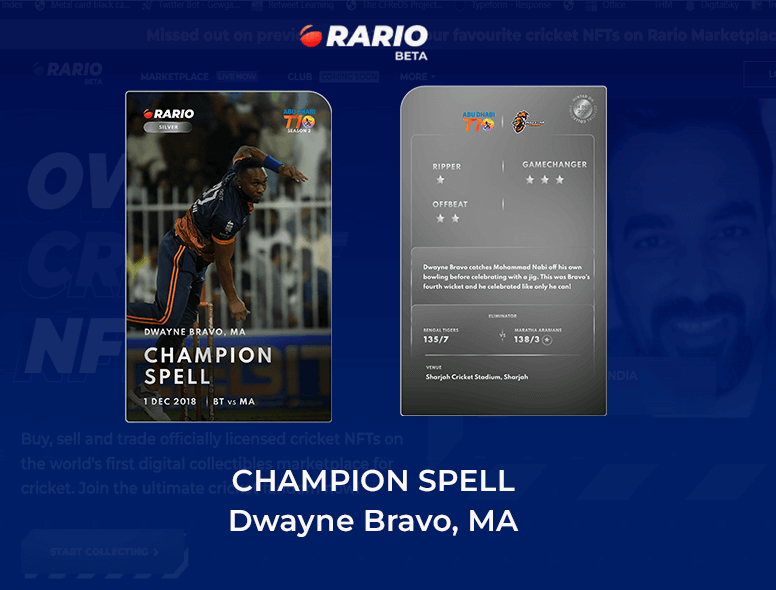 Missed out on previ
ur favourite cricket NFTs on Rario Marketplac
RARIO
BETA
RARIO
BETA
MARKETPLACE LIVE NOW CLUB COMING SOON MORE
RARIO
SILVER
ABU DHABI
T10
SEASON 2
DWAYNE BRAVO, MA
CHAMPION
SPELL
1 DEC 2018 | BT vs MA
ABU DHABI
T10
RIPPER
GAMECHANGER
OFFBEAT
Dwayne Bravo catches Mohammad Nabi off his own
bowling before celebrating with a jig. This was Bravo's
fourth wicket and he celebrated like only he can!
ELIMINATOR
BENGAL TIGERS
135/7
MARATHA ARABIANS
138/3
VENUE
Sharjah Cricket Stadium, Sharjah
INDIA
Buy, sell and trade officially licensed cricket NFTs on
the world's first digital collectibles marketplace for
cricket. Join the ultimate cric
START COLLECTING
CHAMPION SPELL
Dwayne Bravo, MA